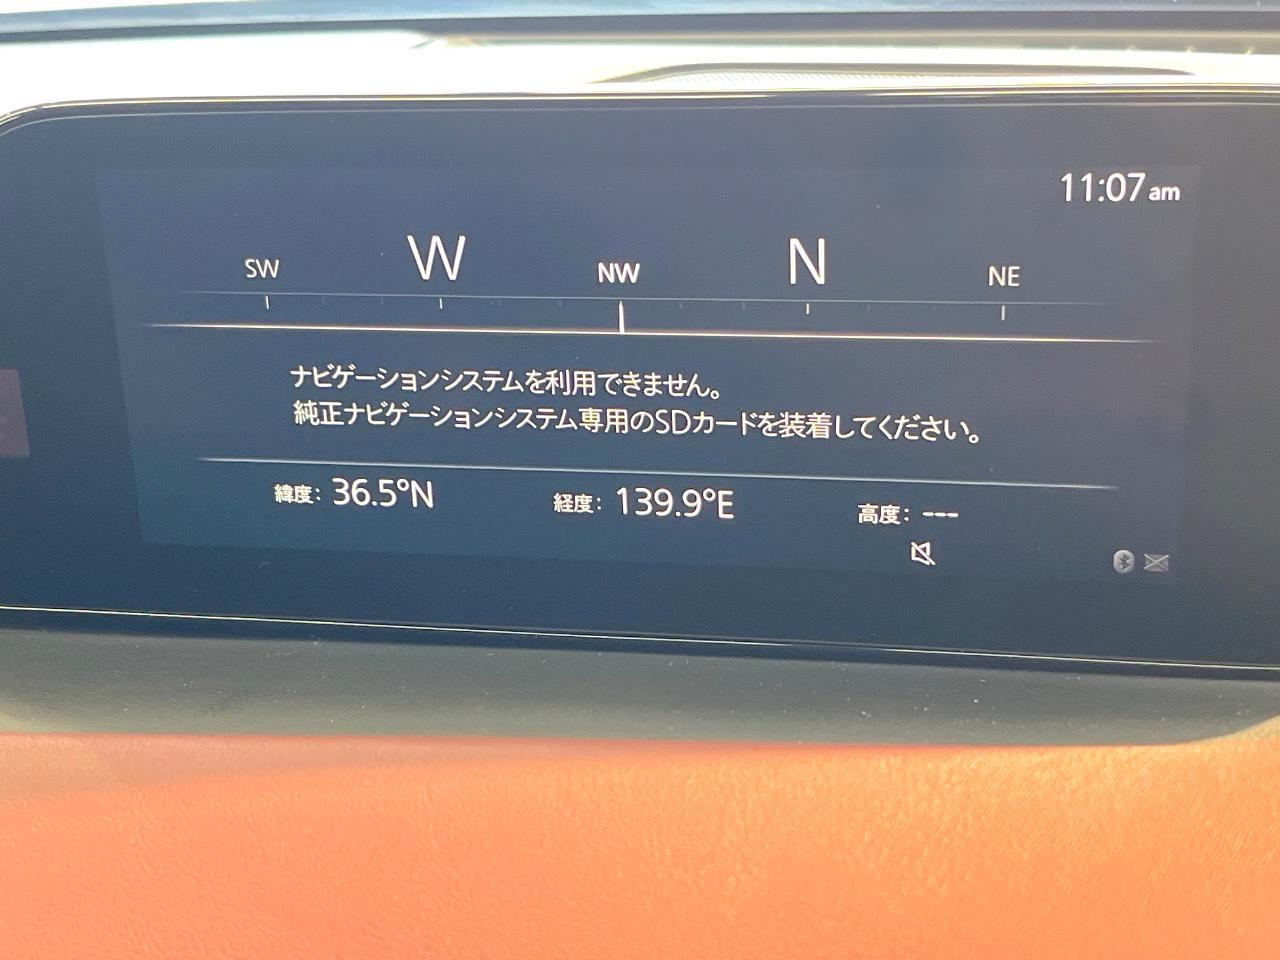 11:07 am
SW W NW N NE
ナビゲーションシステムを利用できません。
純正ナビゲーションシステム専用のSDカードを装着してください。
緯度: 36.5°N 経度: 139.9°E 高度: ---